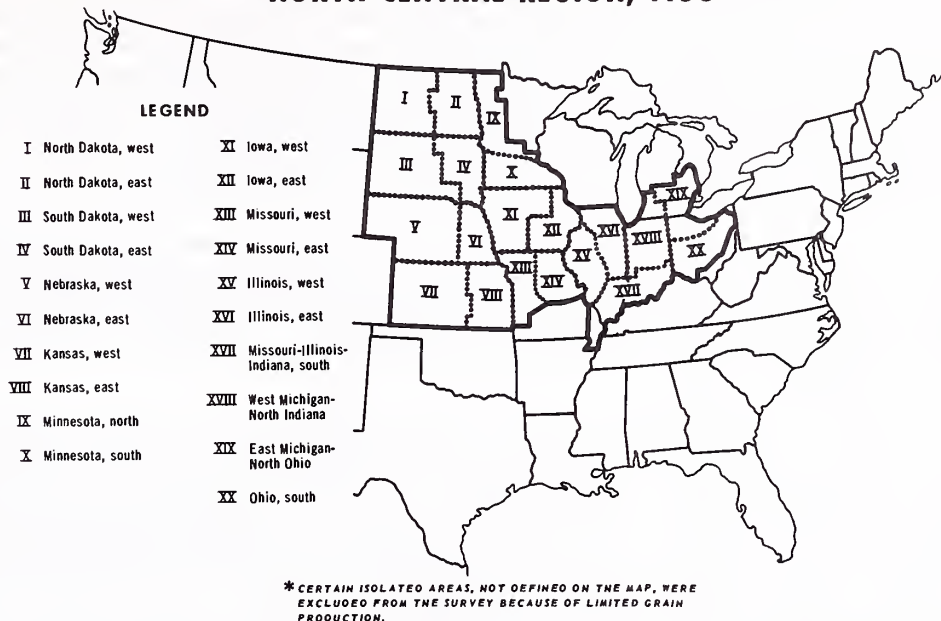 NORTH CENTRAL REGION,
LEGEND
I North Dakota, west
II North Dakota, east
III South Dakota, west
IV South Dakota, east
V Nebraska, west
VI Nebraska, east
VII Kansas, west
VIII Kansas, east
IX Minnesota, north
X Minnesota, south
XI Iowa, west
XII Iowa, east
XIII Missouri, west
XIV Missouri, east
XV Illinois, west
XVI Illinois, east
XVII Missouri-Illinois-
Indiana, south
XVIII West Michigan-
North Indiana
XIX East Michigan-
North Ohio
XX Ohio, south
I
II
IX
III
IV
X
XIX
XI
XII
XVI
XVIII
V
VI
XV
XX
XIII
XIV
VII
VIII
XVII
* CERTAIN ISOLATED AREAS, NOT DEFINED ON THE MAP, WERE
EXCLUDED FROM THE SURVEY BECAUSE OF LIMITED GRAIN
PRODUCTION.